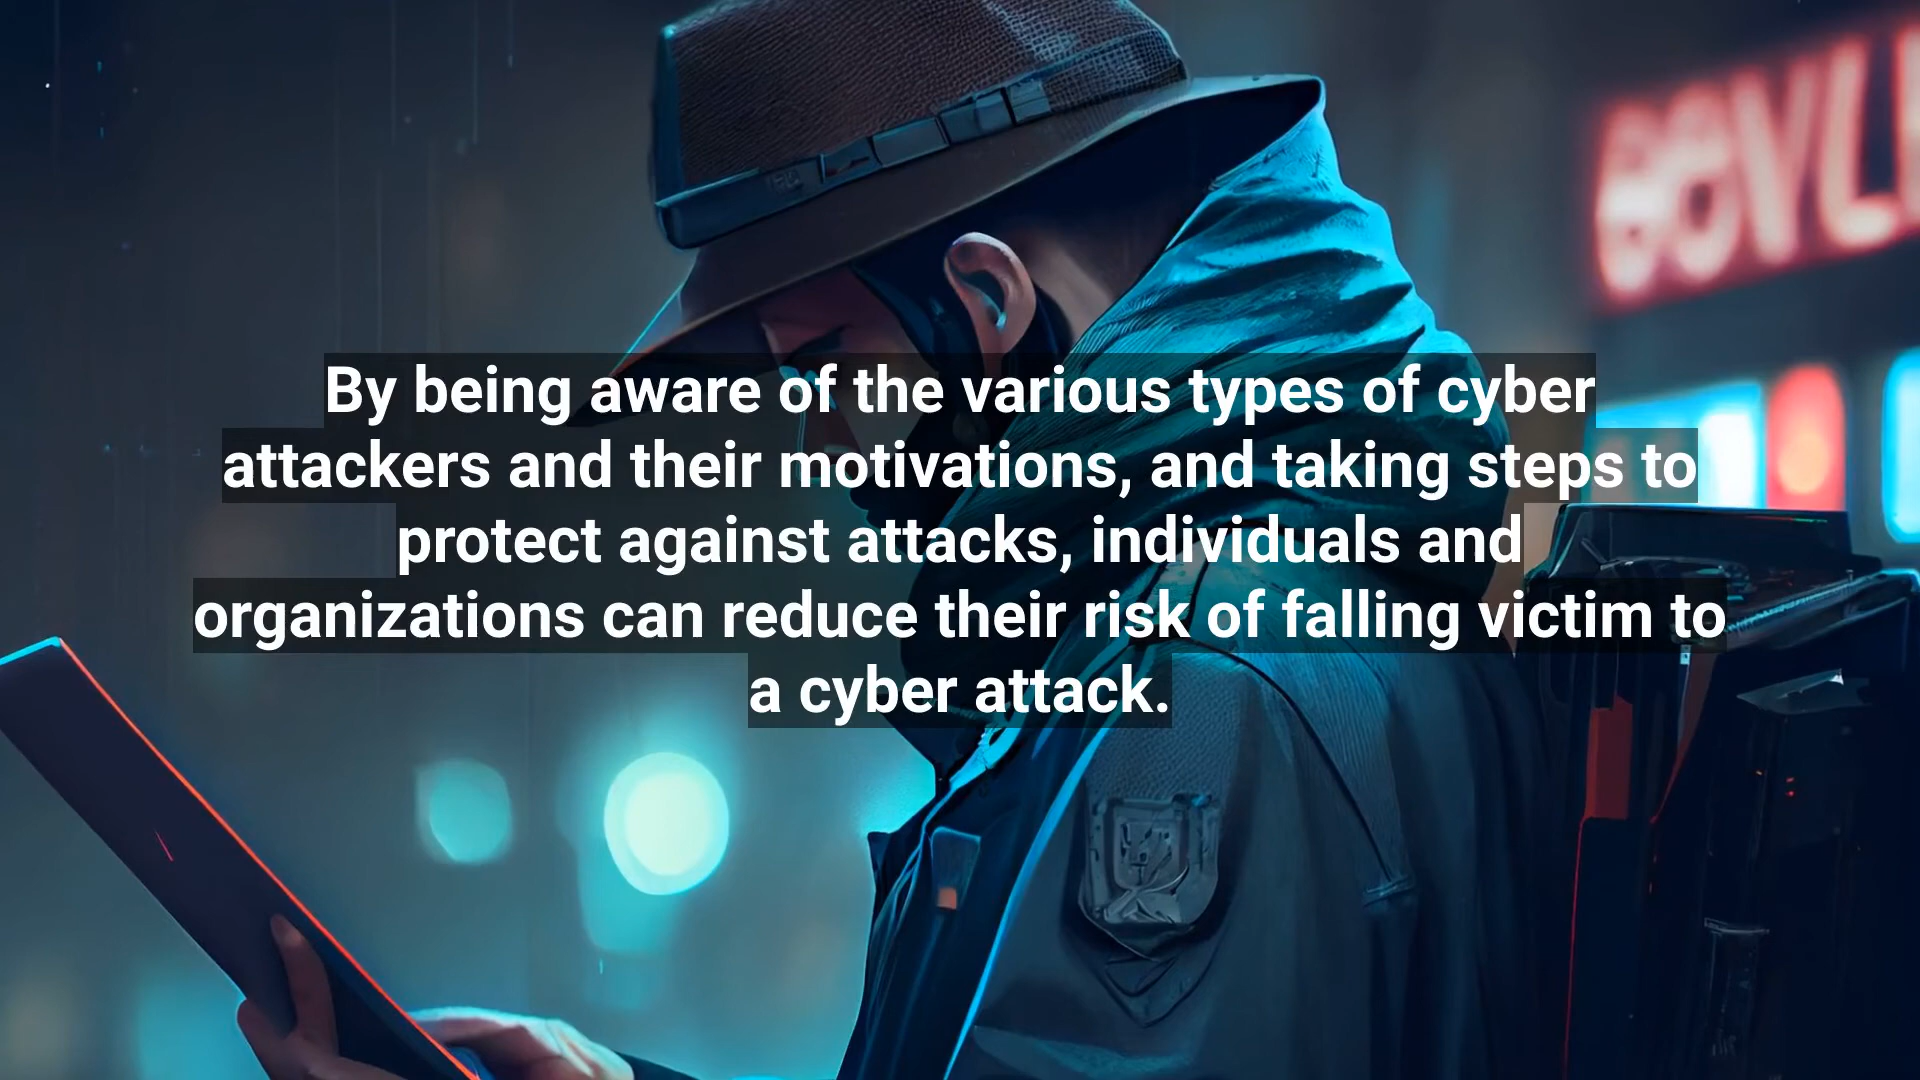 By being aware of the various types of cyber
attackers and their motivations, and taking steps to
protect against attacks, individuals and
organizations can reduce their risk of falling victim to
a cyber attack.